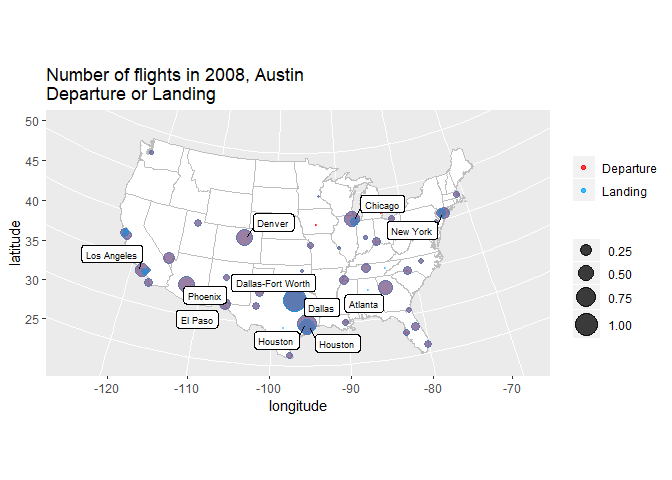 Number of flights in 2008, Austin
Departure or Landing
50
45
40
35
30
25
latitude
-120
-110
-100
-90
-80
-70
longitude
Chicago
Denver
New York
Los Angeles
Dallas-Fort Worth
Phoenix
Dallas
Atlanta
El Paso
Houston
Houston
Departure
Landing
0.25
0.50
0.75
1.00